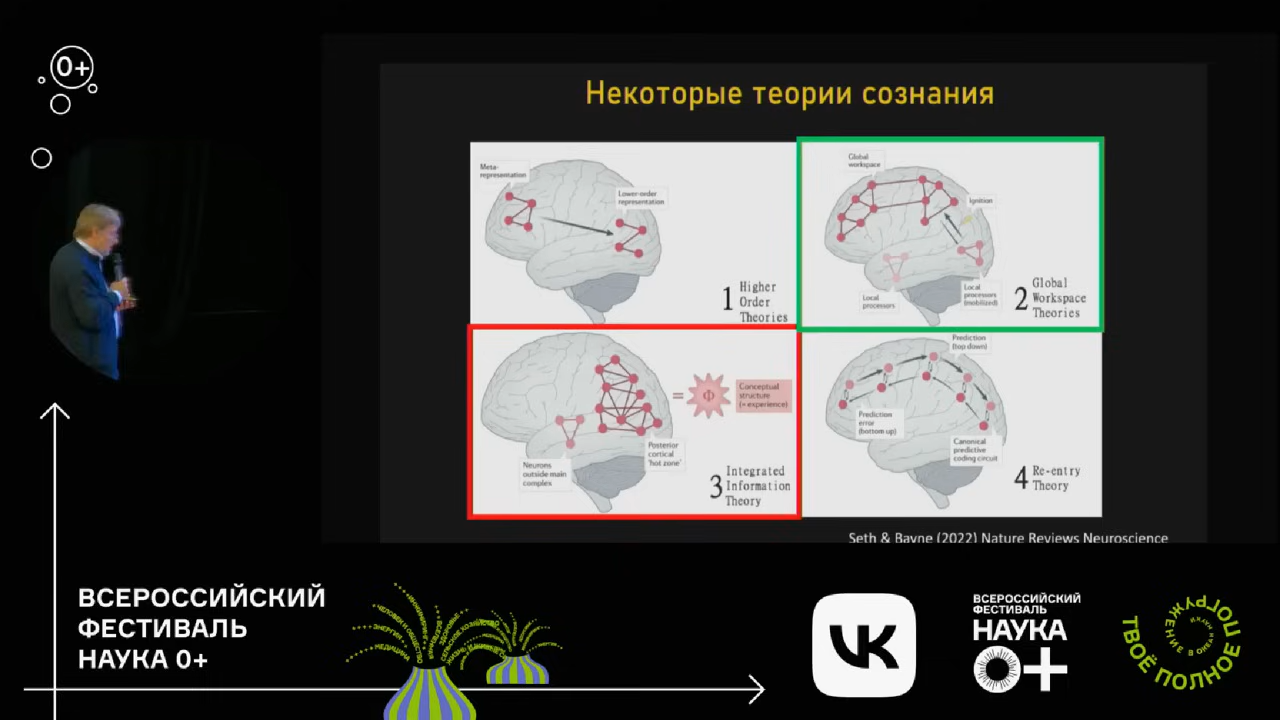 0+
Некоторые теории сознания
Meta-
representation
Lower-order
representation
1 Higher
Order
Theories
Global
workspace
Ignition
Local
processors
Local
processors
(mobilized)
2 Global
Workspace
Theories
=
Φ
Conceptual
structure
(= experience)
Posterior
cortical
'hot zone'
Neurons
outside main
complex
3 Integrated
Information
Theory
Prediction
(top down)
Prediction
error
(bottom up)
Canonical
predictive
coding circuit
4 Re-entry
Theory
Seth & Bayne (2022) Nature Reviews Neuroscience
ВСЕРОССИЙСКИЙ
ФЕСТИВАЛЬ
НАУКА 0+
VK
ВСЕРОССИЙСКИЙ
ФЕСТИВАЛЬ
НАУКА
0+
ТВОЁ ПОЛНОЕ ПОГРУЖЕНИЕ В ОКЕАН НАУКИ